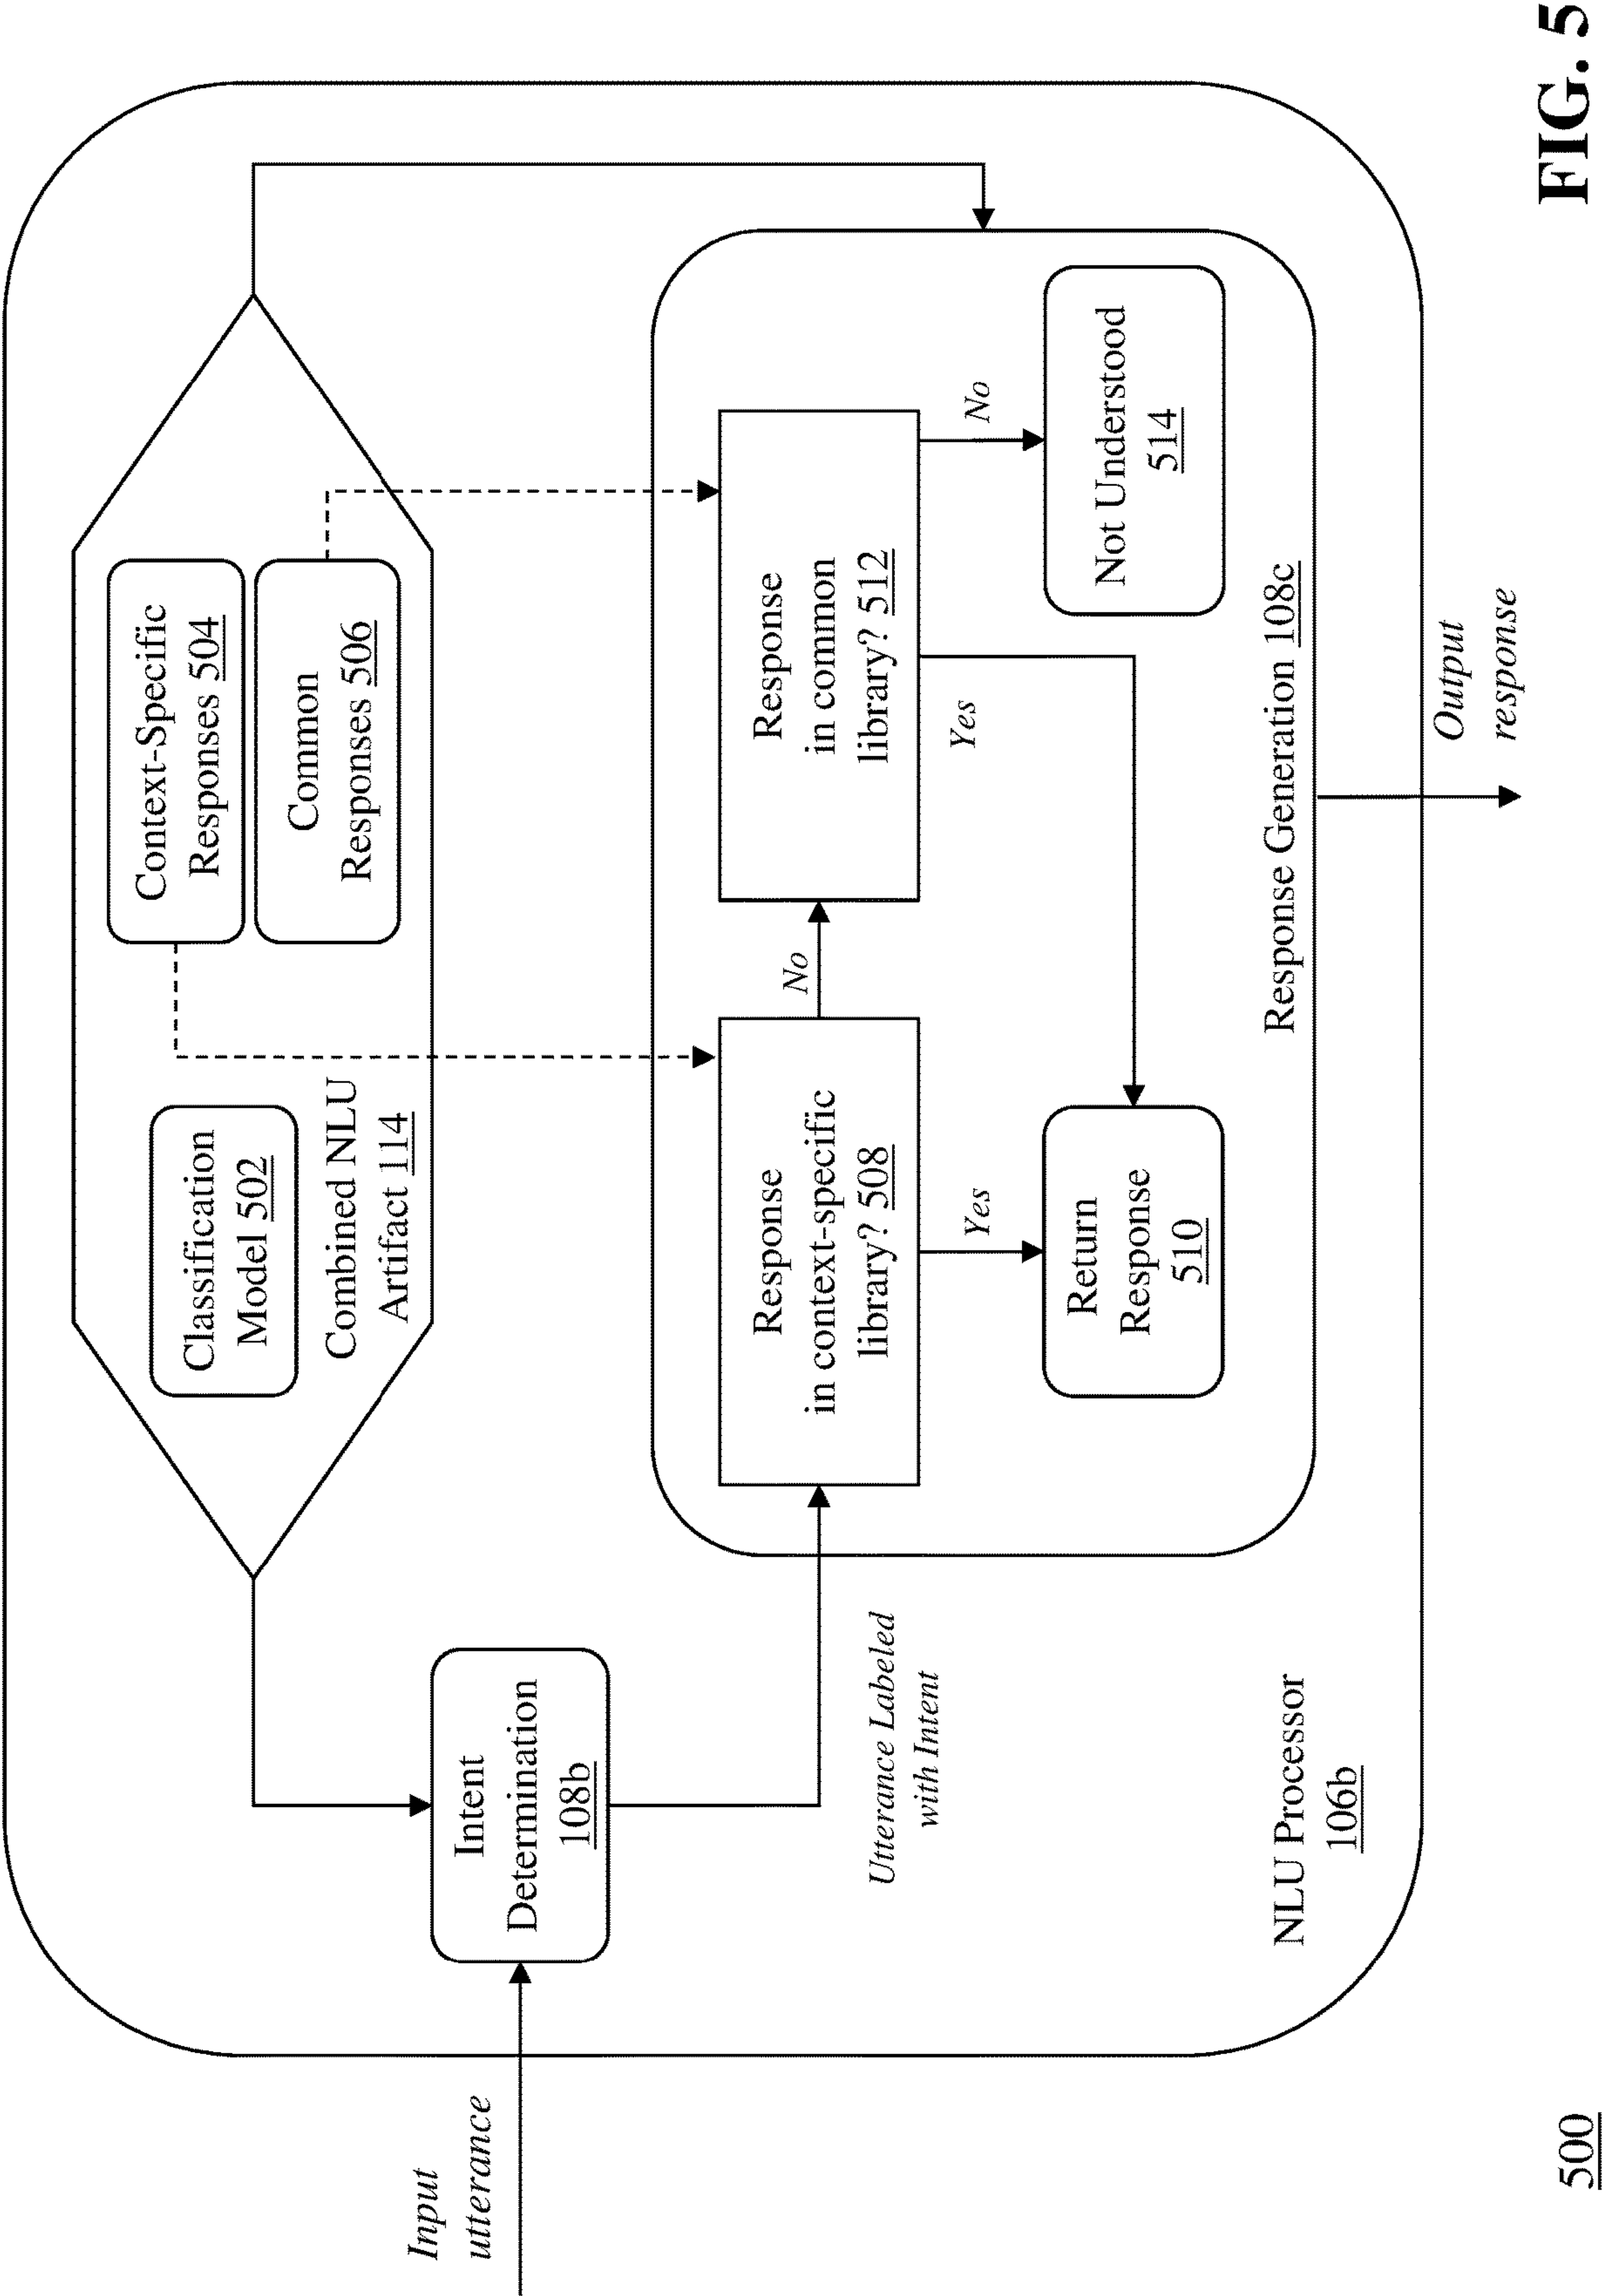 Classification
Model 502
Combined NLU
Artifact 114
Context-Specific
Responses 504
Common
Responses 506
Input
utterance
Intent
Determination
108b
Utterance Labeled
with Intent
Response
in context-specific
library? 508
No
Yes
Return
Response
510
Response
in common
library? 512
Yes
No
Not Understood
514
Response Generation 108c
NLU Processor
106b
Output
response
500
FIG. 5